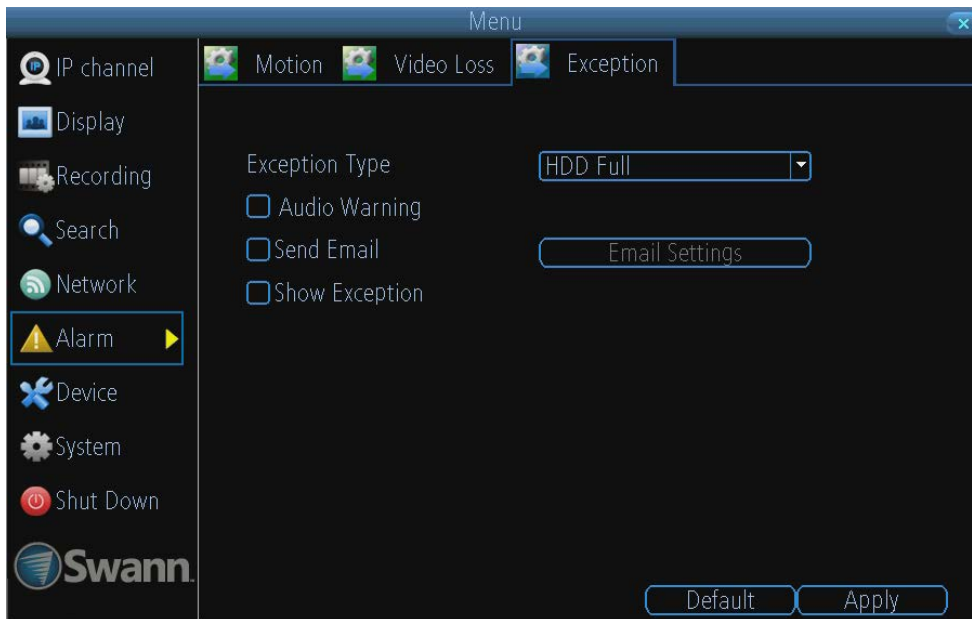 Menu
IP channel
Display
Recording
Search
Network
Alarm
Device
System
Shut Down
Swann
Motion Video Loss Exception
Exception Type HDD Full
Audio Warning
Send Email Email Settings
Show Exception
Default Apply